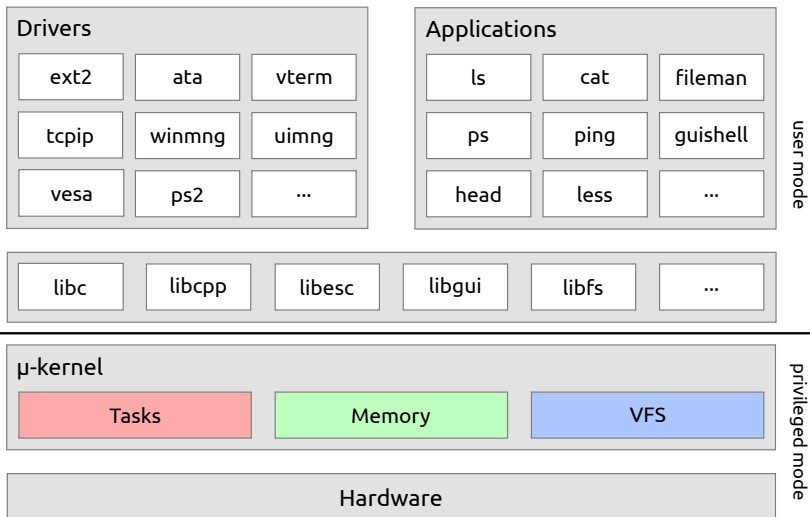 Drivers
ext2 ata vterm
tcpip winmng uimng
vesa ps2 ...
Applications
ls cat fileman
ps ping guishell
head less ...
user mode
libc libcpp libesc libgui libfs ...
µ-kernel
Tasks Memory VFS
privileged mode
Hardware